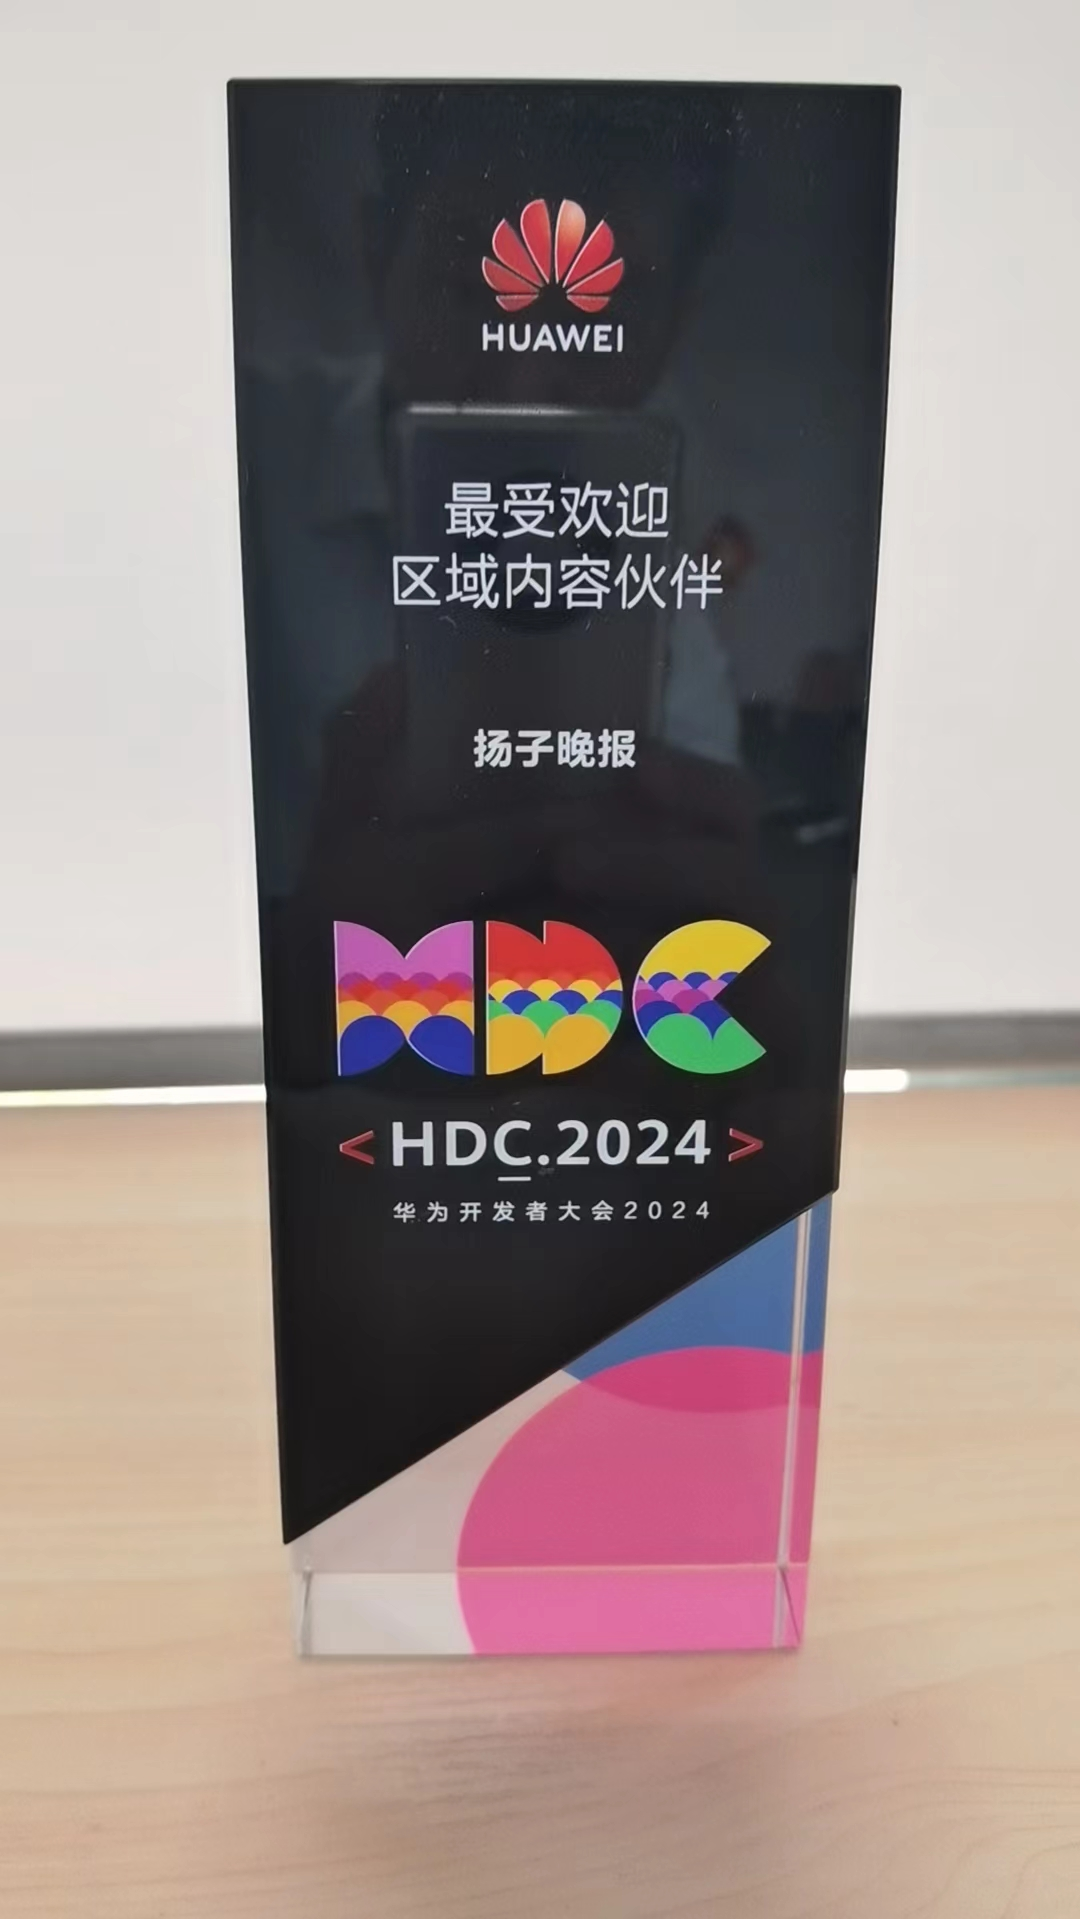 HUAWEI
最受欢迎
区域内容伙伴
扬子晚报
HDC
<HDC.2024>
华为开发者大会2024